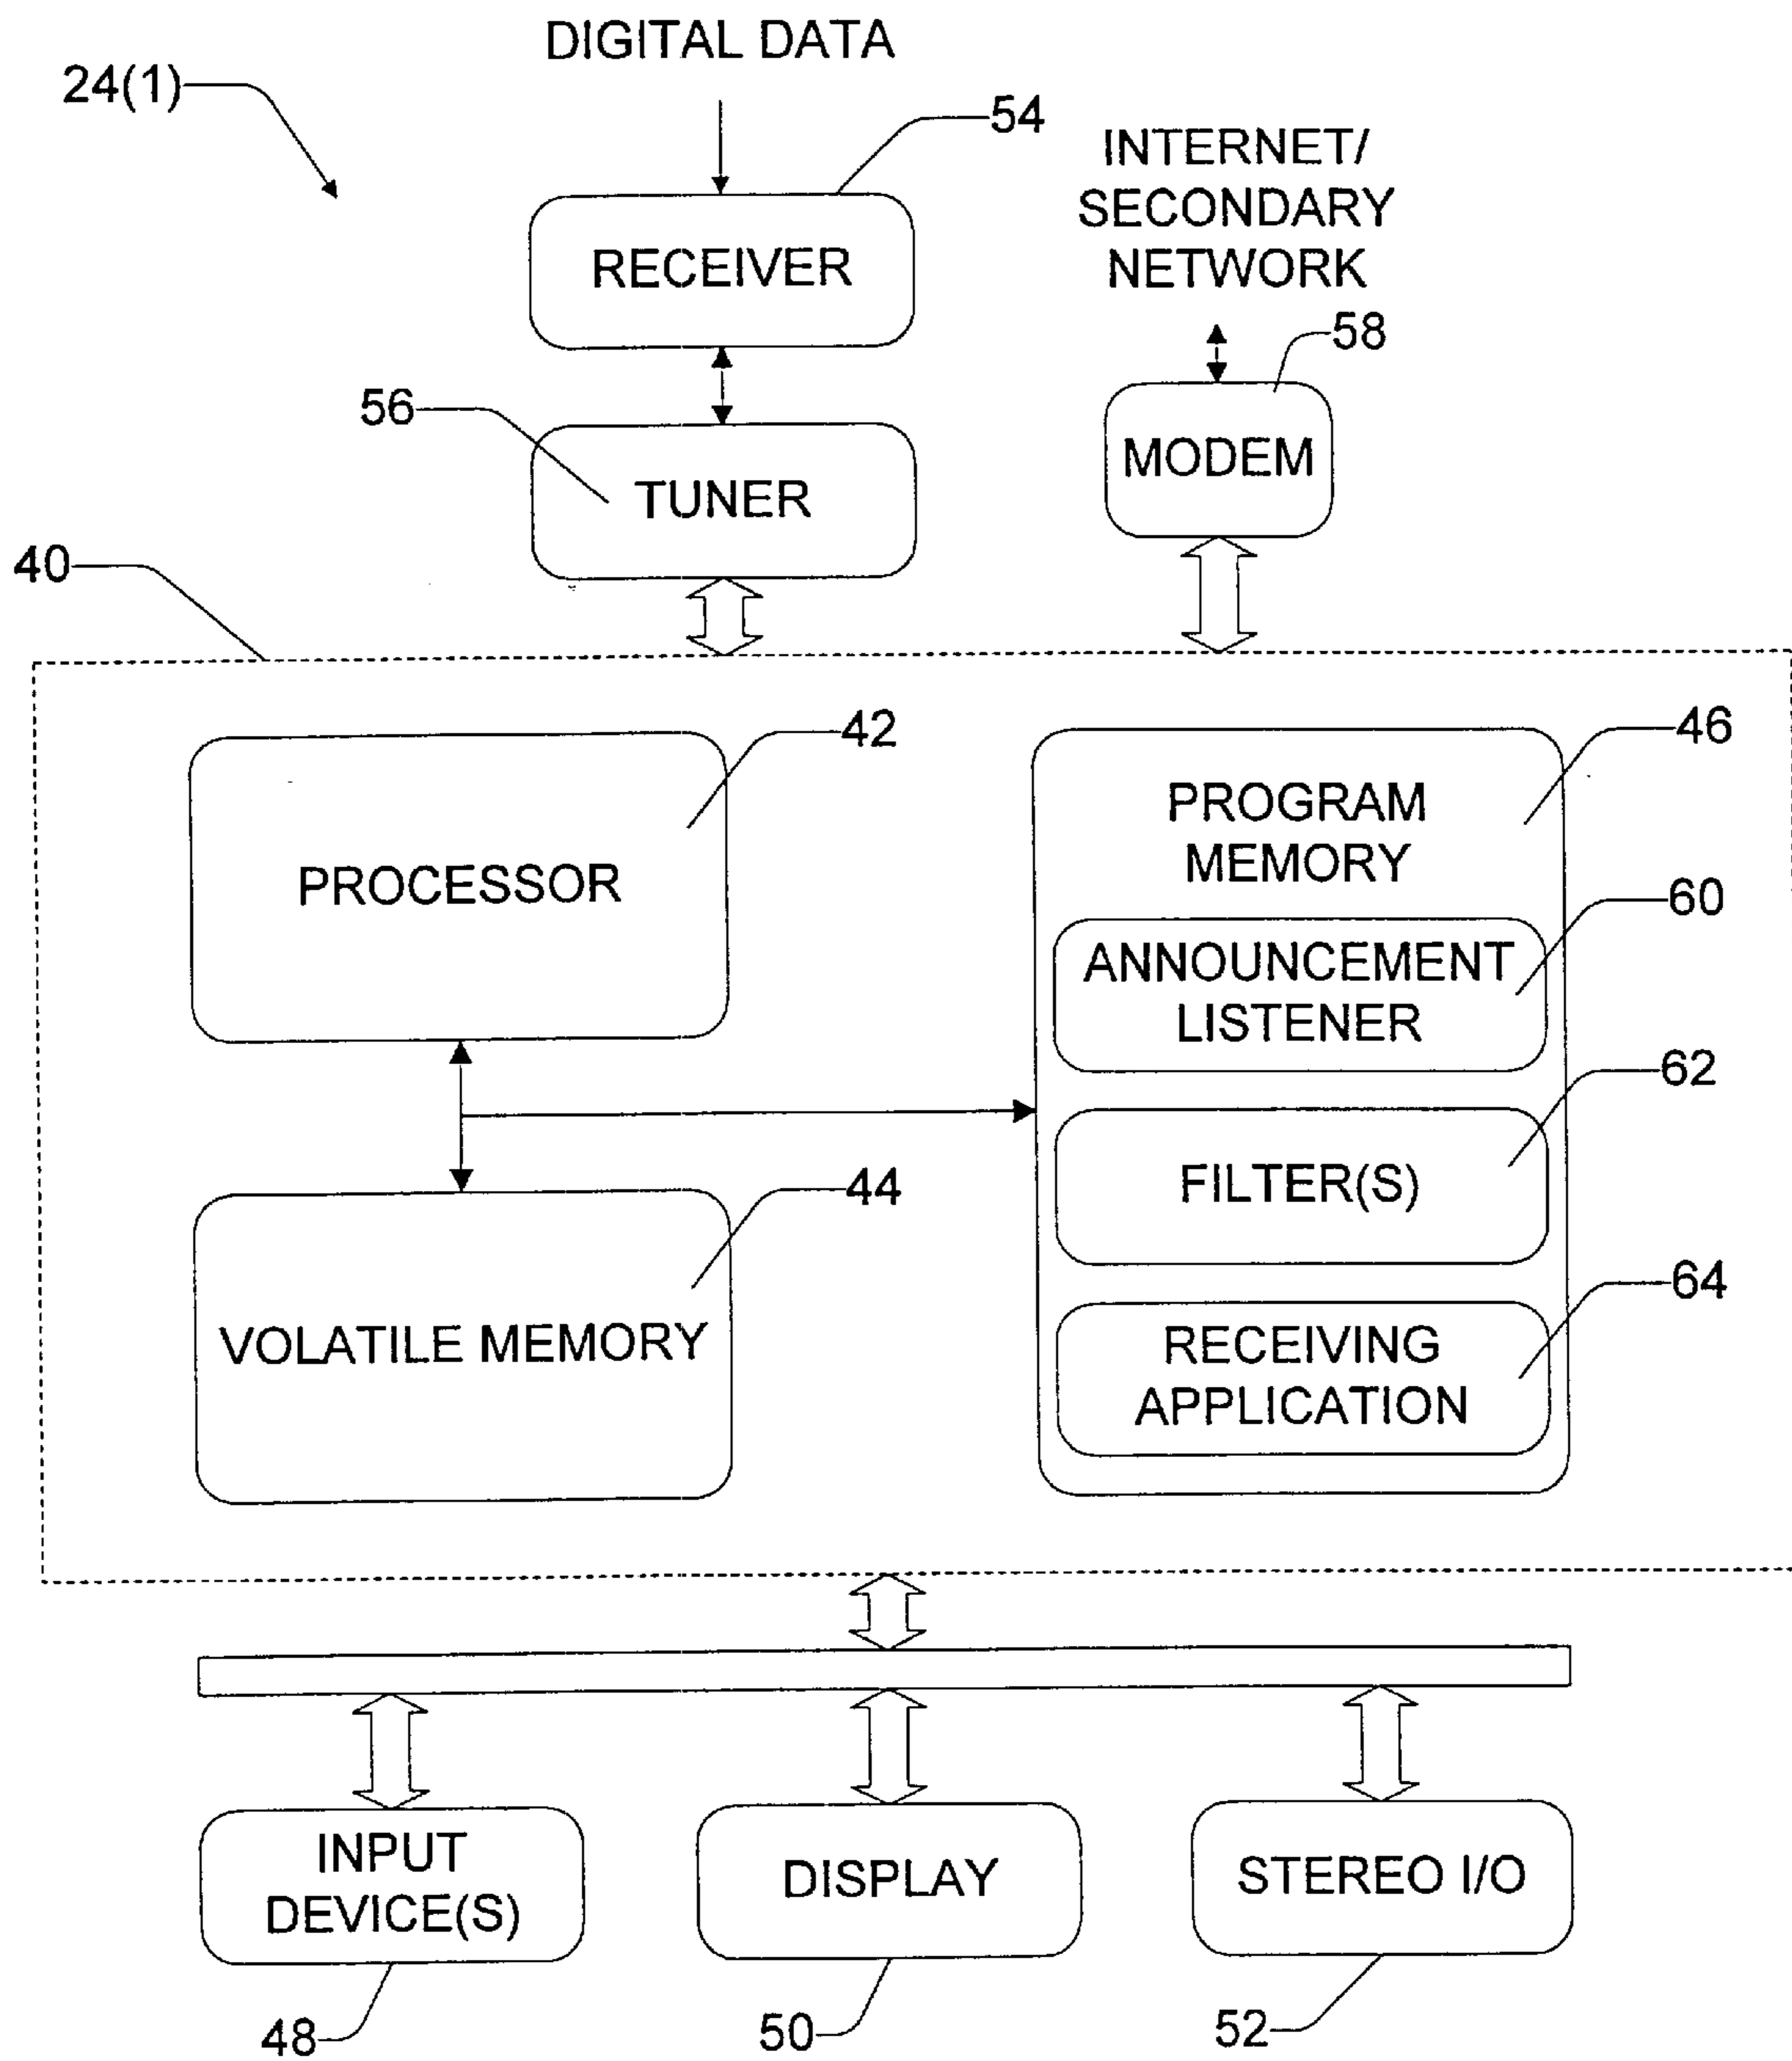 DIGITAL DATA
24(1)
54
INTERNET/
SECONDARY
NETWORK
RECEIVER
58
56
MODEM
TUNER
40
42
46
PROGRAM
MEMORY
PROCESSOR
60
ANNOUNCEMENT
LISTENER
62
FILTER(S)
44
64
VOLATILE MEMORY
RECEIVING
APPLICATION
INPUT
DEVICE(S)
DISPLAY
STEREO I/O
48
50
52